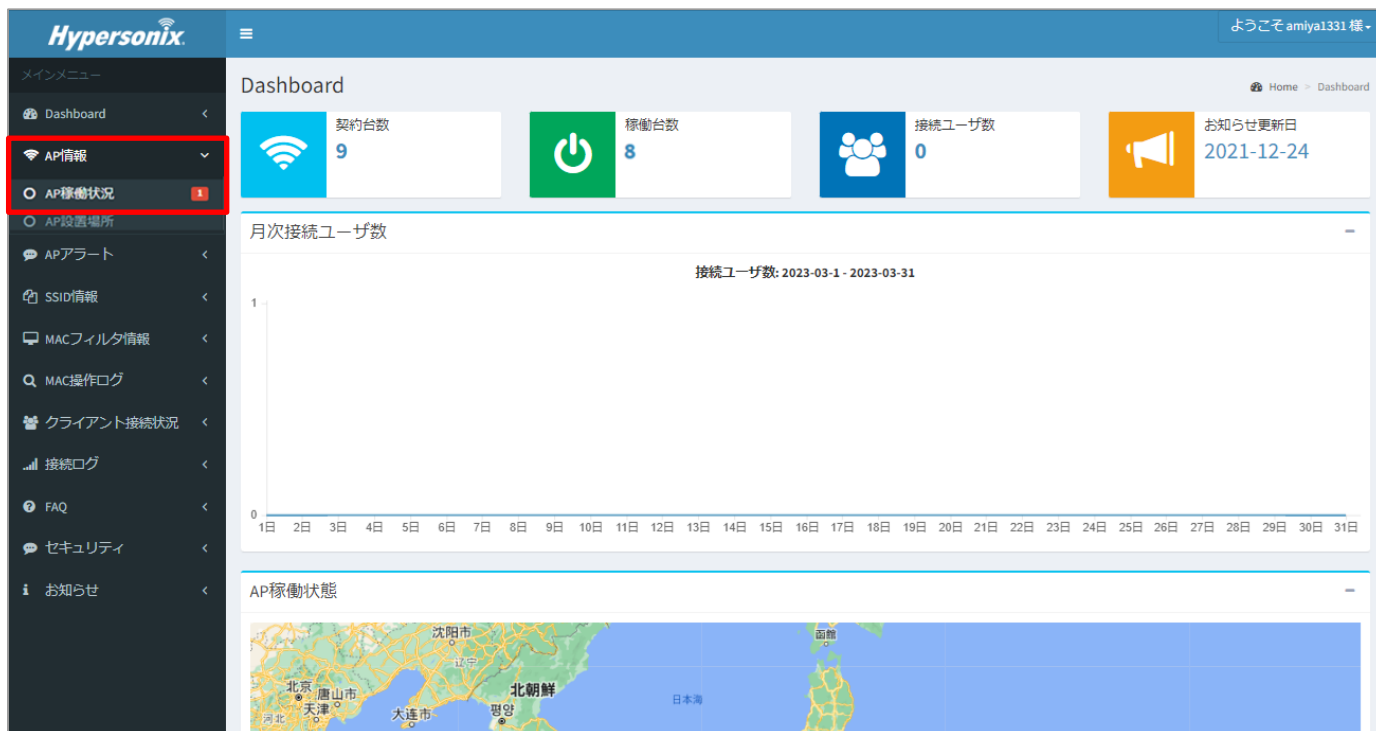 Hypersonix.
ようこそ amiya1331 様
メインメニュー
Dashboard
AP情報
AP稼働状況
1
AP設置場所
APアラート
SSID情報
MACフィルタ情報
MAC操作ログ
クライアント接続状況
接続ログ
FAQ
セキュリティ
お知らせ
Dashboard
Home > Dashboard
契約台数
9
稼働台数
8
接続ユーザ数
0
お知らせ更新日
2021-12-24
月次接続ユーザ数
接続ユーザ数: 2023-03-1 - 2023-03-31
1
0
1日 2日 3日 4日 5日 6日 7日 8日 9日 10日 11日 12日 13日 14日 15日 16日 17日 18日 19日 20日 21日 22日 23日 24日 25日 26日 27日 28日 29日 30日 31日
AP稼働状態
沈阳市
辽宁
函館
北京
唐山市
天津
河北
大连市
北朝鮮
평양
日本海